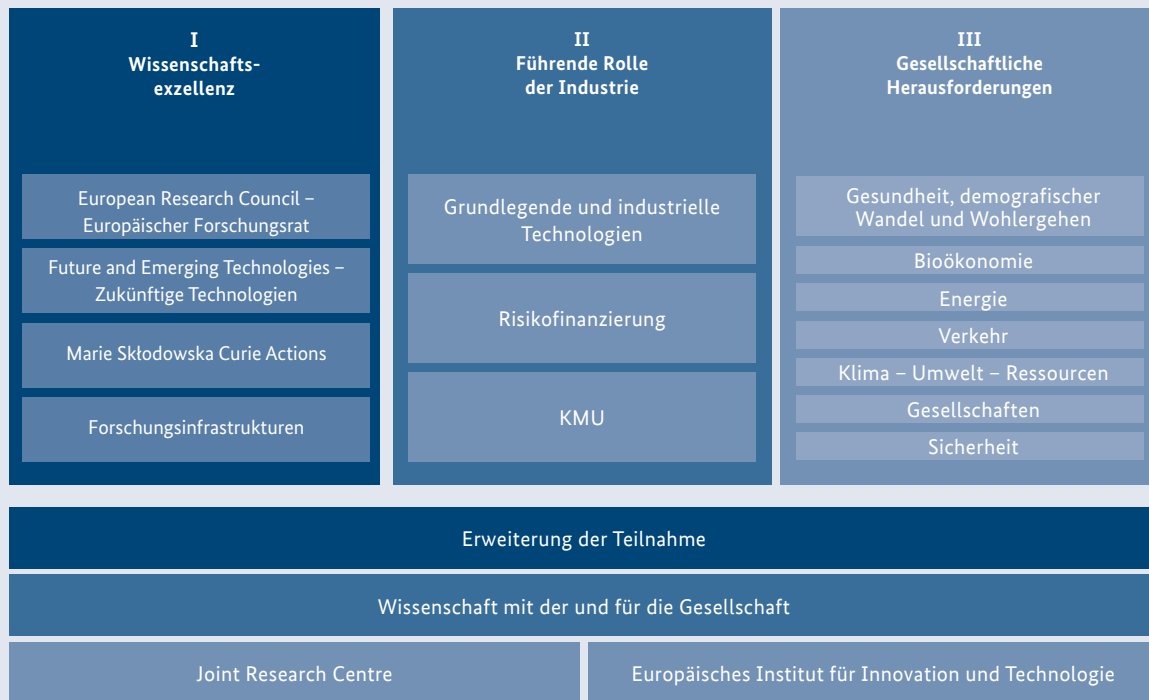 I
Wissenschafts-
exzellenz
European Research Council –
Europäischer Forschungsrat
Future and Emerging Technologies –
Zukünftige Technologien
Marie Skłodowska Curie Actions
Forschungsinfrastrukturen
II
Führende Rolle
der Industrie
Grundlegende und industrielle
Technologien
Risikofinanzierung
KMU
III
Gesellschaftliche
Herausforderungen
Gesundheit, demografischer
Wandel und Wohlergehen
Bioökonomie
Energie
Verkehr
Klima – Umwelt – Ressourcen
Gesellschaften
Sicherheit
Erweiterung der Teilnahme
Wissenschaft mit der und für die Gesellschaft
Joint Research Centre
Europäisches Institut für Innovation und Technologie